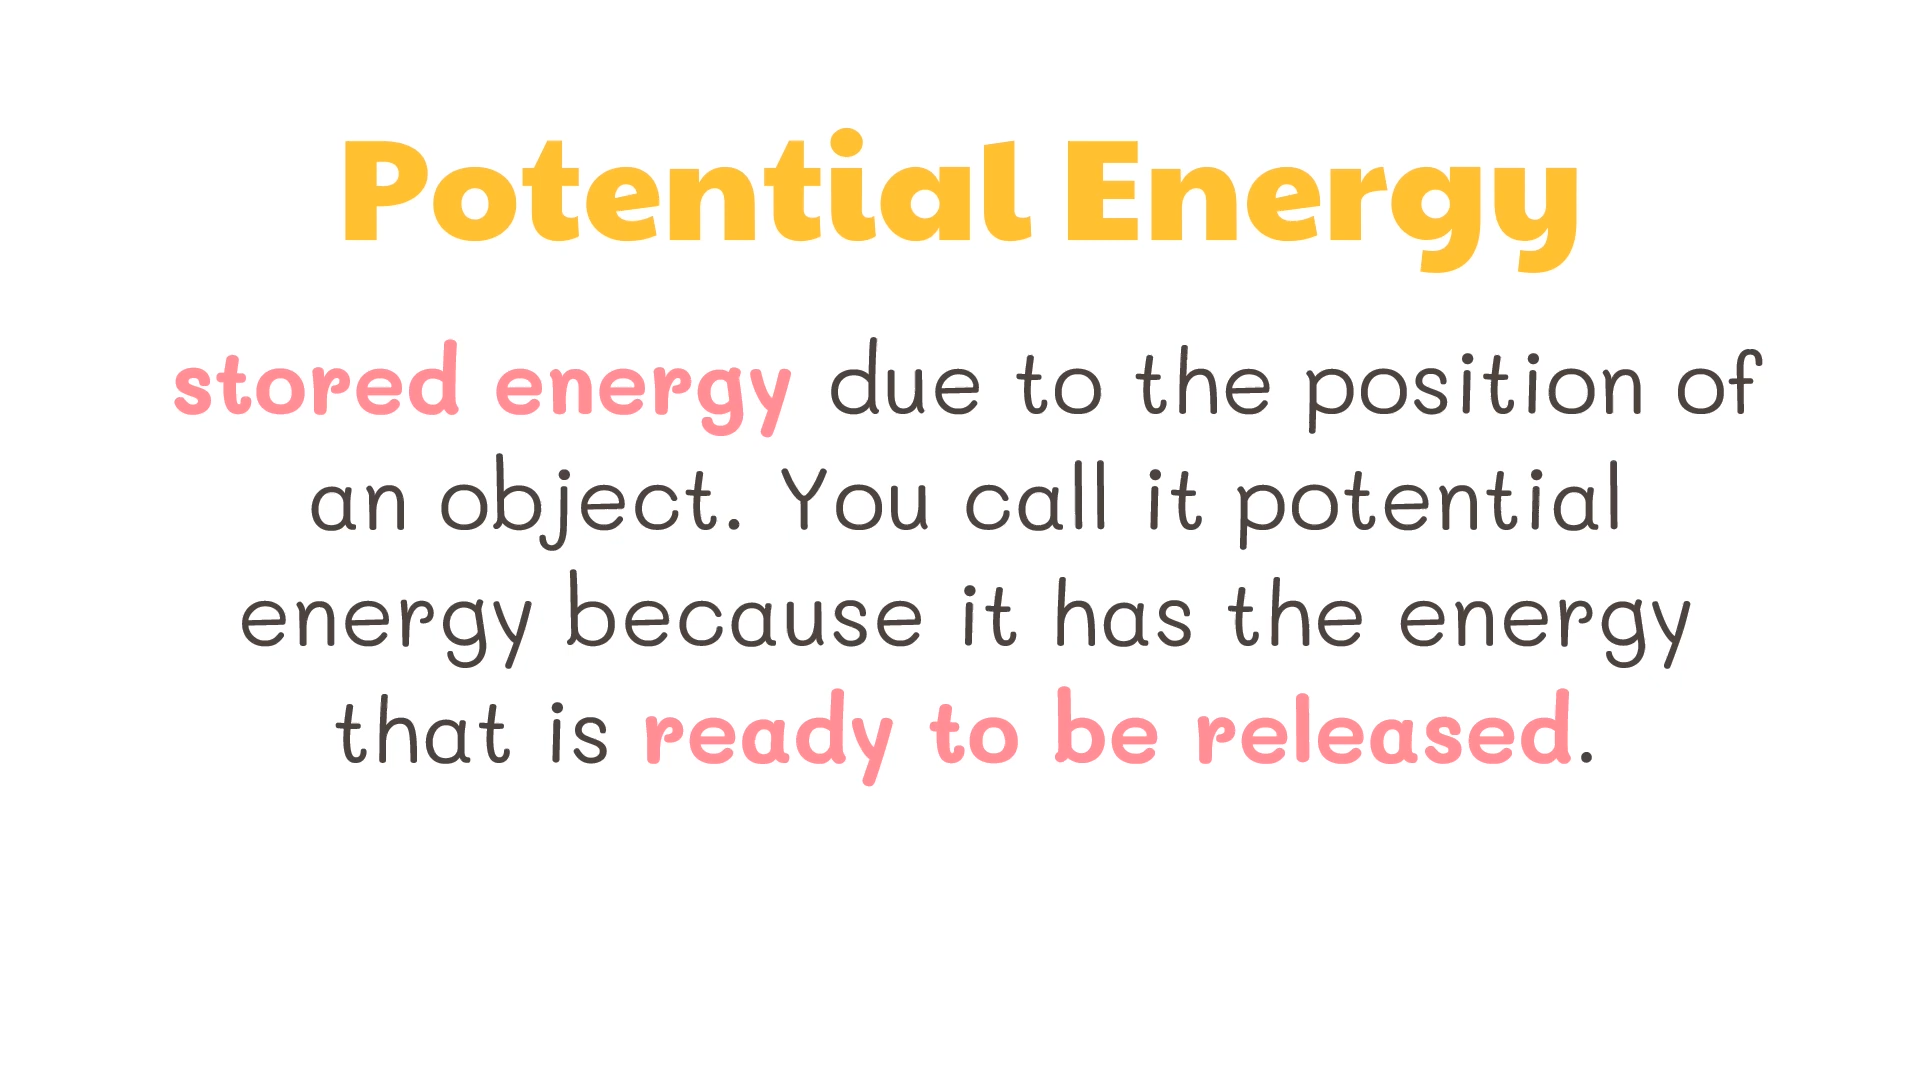 Potential Energy
stored energy due to the position of
an object. You call it potential
energy because it has the energy
that is ready to be released.